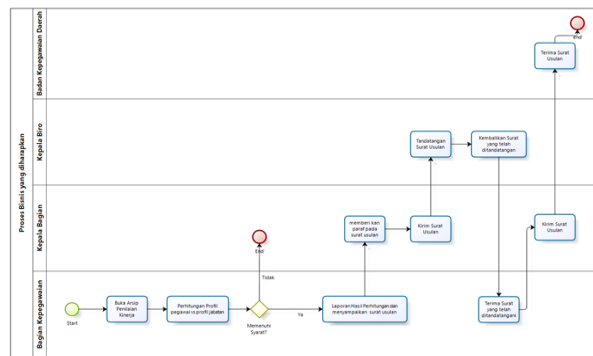 Proses Bisnis yang diharapkan
Badan Kepegawaian Daerah
Terima Surat
Usulan
End
Kepala Biro
Tandatangan
Surat Usulan
Kembalikan Surat
yang telah
ditandatangan
Kepala Bagian
End
memberi kan
paraf pada
surat usulan
Kirim Surat
Usulan
Kirim Surat
Usulan
Bagian Kepegawaian
Start
Buka Arsip
Penilaian
Kinerja
Perhitungan Profil
pegawai vs profil jabatan
Memenuhi
Syarat?
Tidak
Ya
Laporan Hasil Perhitungan dan
menyampaikan surat usulan
Terima Surat
yang telah
ditandatangani